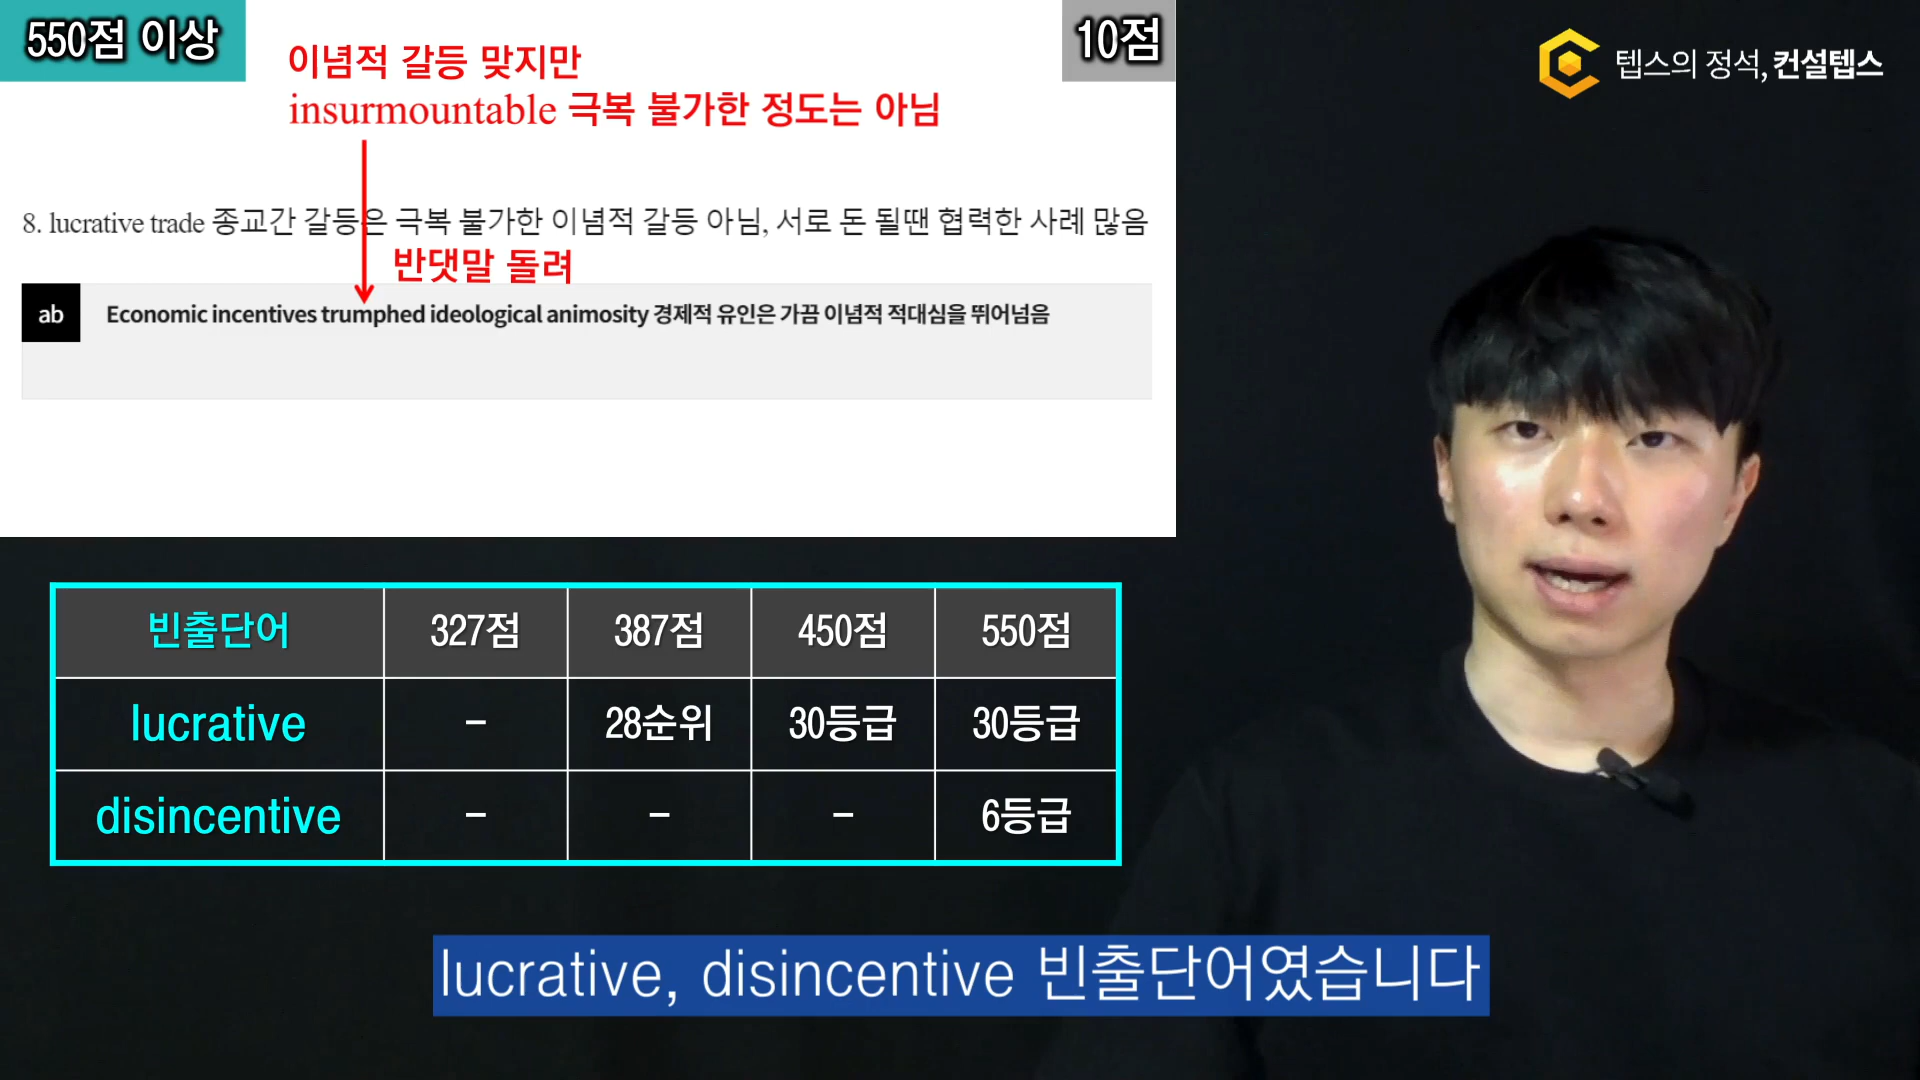 550점 이상
10점
이념적 갈등 맞지만
insurmountable 극복 불가한 정도는 아님
텝스의 정석, 컨설텝스
8. lucrative trade 종교간 갈등은 극복 불가한 이념적 갈등 아님, 서로 돈 될땐 협력한 사례 많음
반댓말 돌려
ab
Economic incentives trumphed ideological animosity 경제적 유인은 가끔 이념적 적대심을 뛰어넘음
빈출단어 327점 387점 450점 550점
lucrative - 28순위 30등급 30등급
disincentive - - - 6등급
lucrative, disincentive 빈출단어였습니다